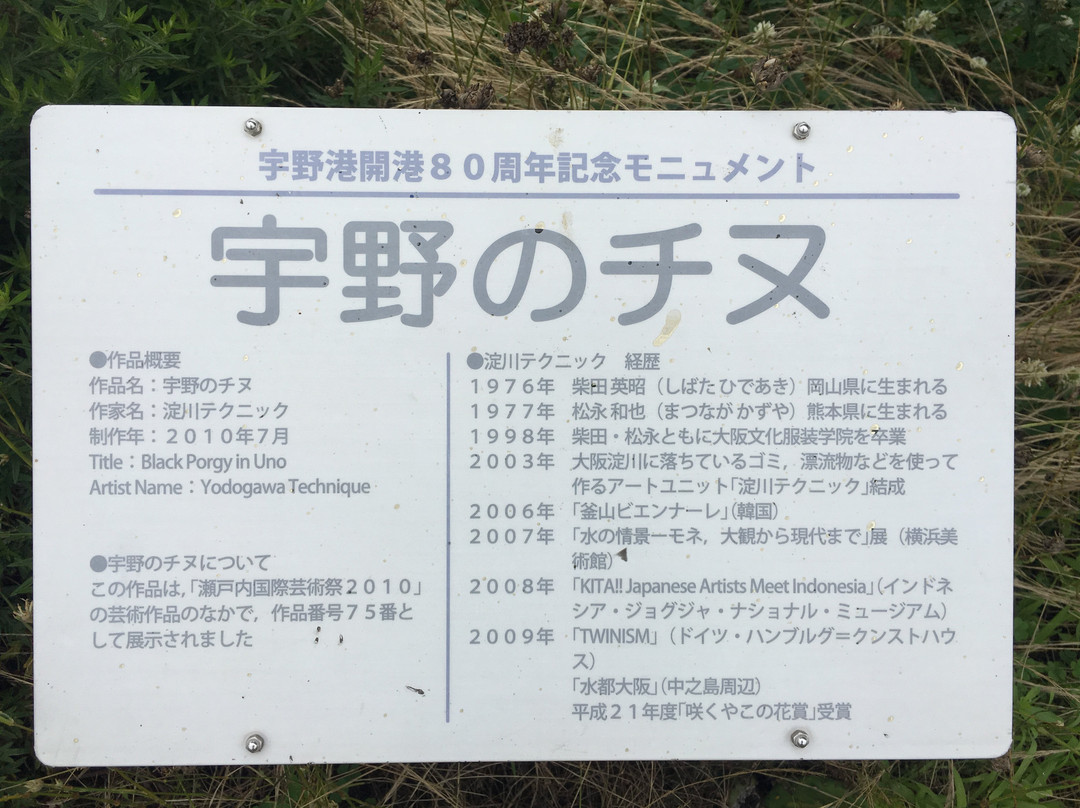 宇野港開港80周年記念モニュメント
宇野のチヌ
●作品概要
作品名：宇野のチヌ
作家名：淀川テクニック
制作年：２０１０年７月
Title：Black Porgy in Uno
Artist Name：Yodogawa Technique
●宇野のチヌについて
この作品は，「瀬戸内国際芸術祭２０１０」
の芸術作品のなかで，作品番号７５番と
して展示されました
●淀川テクニック　経歴
１９７６年　柴田 英昭（しばた ひであき）岡山県に生まれる
１９７７年　松永 和也（まつなが かずや）熊本県に生まれる
１９９８年　柴田・松永ともに大阪文化服装学院を卒業
２００３年　大阪淀川に落ちているゴミ，漂流物などを使って
作るアートユニット「淀川テクニック」結成
２００６年　「釜山ビエンナーレ」（韓国）
２００７年　「水の情景ーモネ，大観から現代まで」展（横浜美
術館）
２００８年　「KITA!! Japanese Artists Meet Indonesia」（インドネ
シア・ジョグジャ・ナショナル・ミュージアム）
２００９年　「TWINISM」（ドイツ・ハンブルグ＝クンストハウ
ス）
「水都大阪」（中之島周辺）
平成２１年度「咲くやこの花賞」受賞